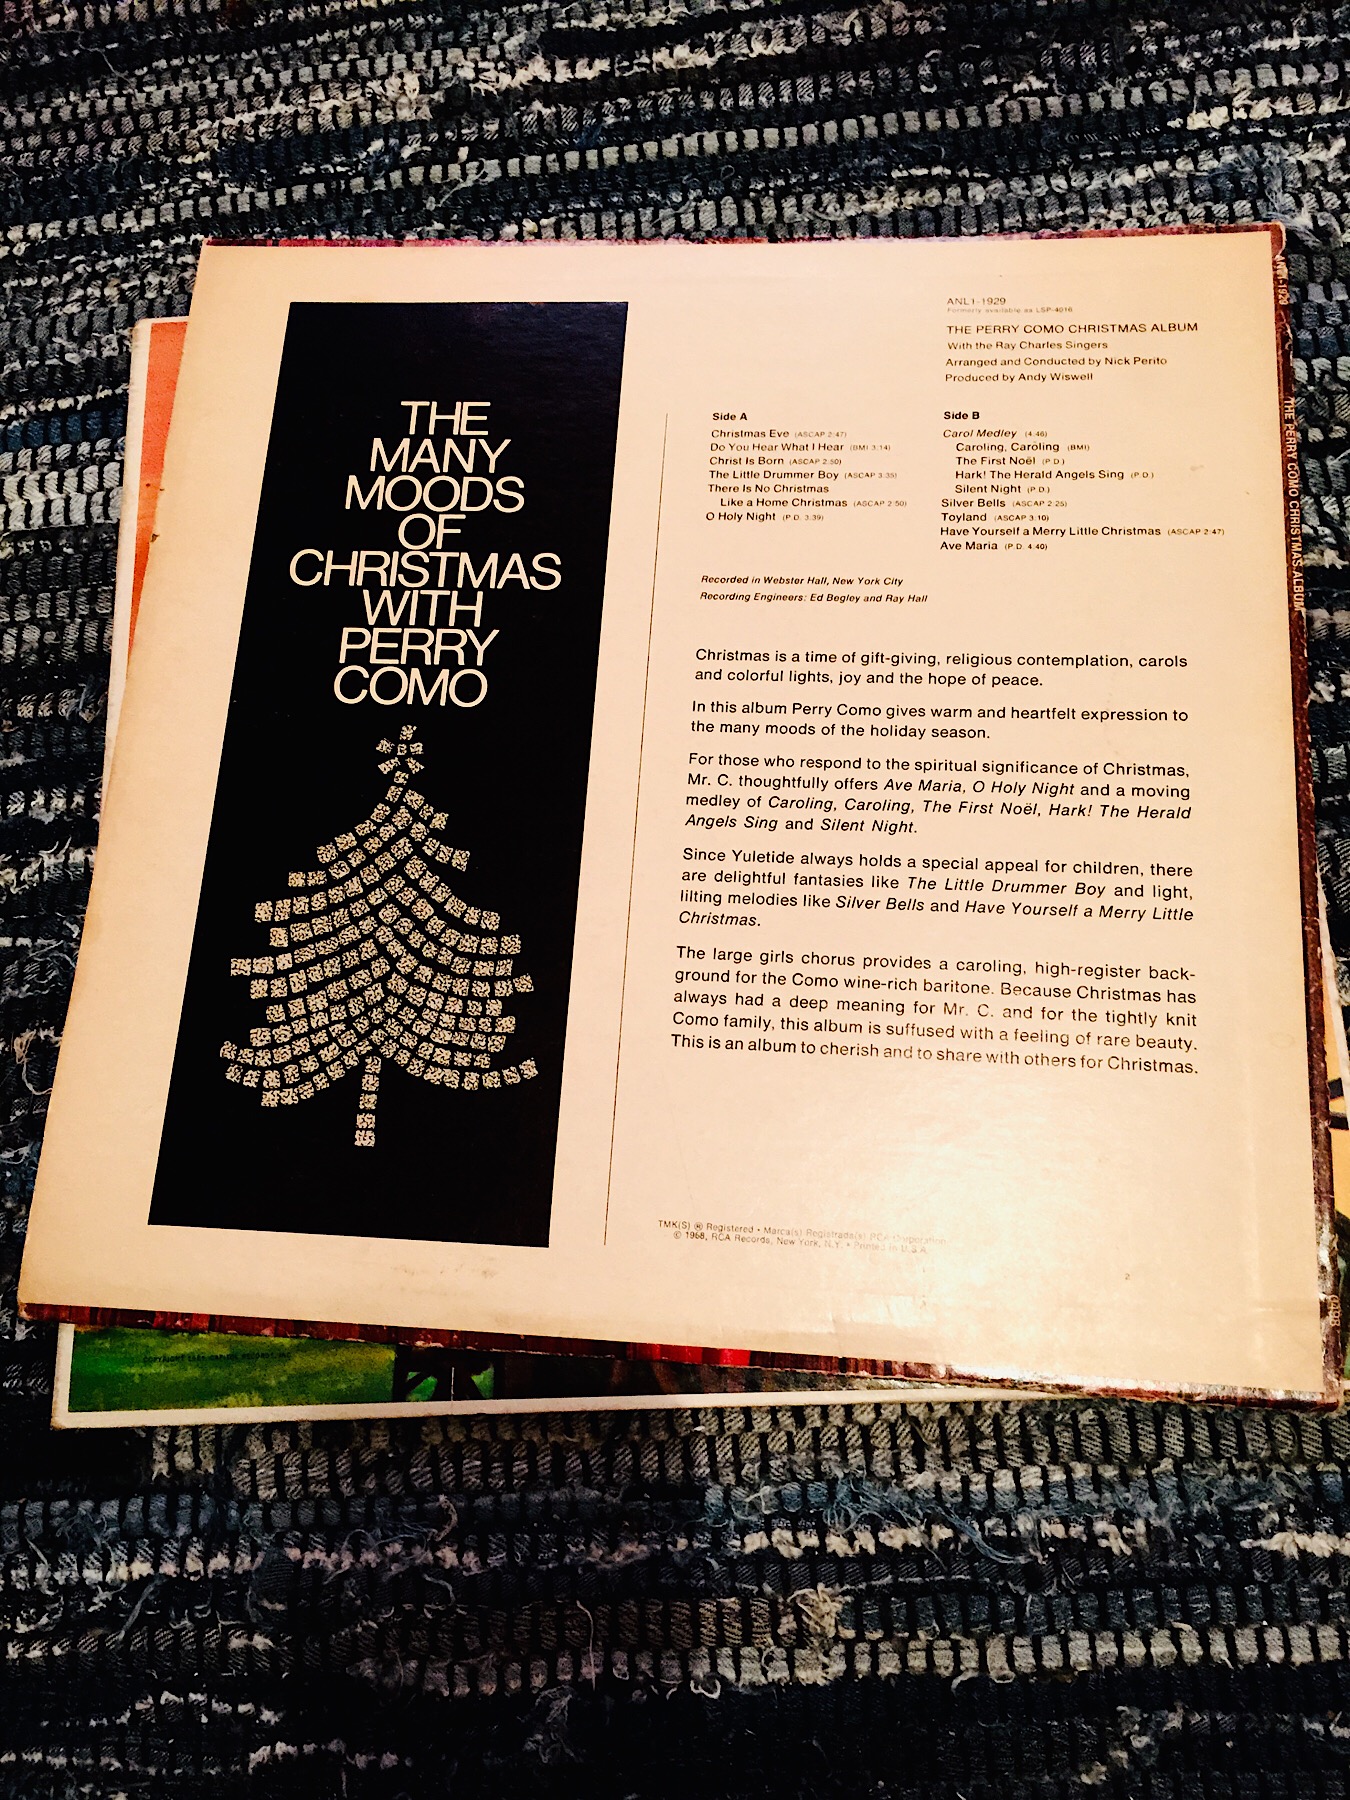 THE
MANY
MOODS
OF
CHRISTMAS
WITH
PERRY
COMO
ANL1-1929
Formerly available as LSP-4016
THE PERRY COMO CHRISTMAS ALBUM
With the Ray Charles Singers
Arranged and Conducted by Nick Perito
Produced by Andy Wiswell
Side A
Christmas Eve (ASCAP 2:47)
Do You Hear What I Hear (BMI 3:14)
Christ Is Born (ASCAP 2:50)
The Little Drummer Boy (ASCAP 3:35)
There Is No Christmas
Like a Home Christmas (ASCAP 2:50)
O Holy Night (P.D. 3:39)
Side B
Carol Medley (4:46)
Caroling, Caroling (BMI)
The First Noël (P.D.)
Hark! The Herald Angels Sing (P.D.)
Silent Night (P.D.)
Silver Bells (ASCAP 2:25)
Toyland (ASCAP 3:10)
Have Yourself a Merry Little Christmas (ASCAP 2:47)
Ave Maria (P.D. 4:40)
Recorded in Webster Hall, New York City
Recording Engineers: Ed Begley and Ray Hall
Christmas is a time of gift-giving, religious contemplation, carols
and colorful lights, joy and the hope of peace.
In this album Perry Como gives warm and heartfelt expression to
the many moods of the holiday season.
For those who respond to the spiritual significance of Christmas,
Mr. C. thoughtfully offers Ave Maria, O Holy Night and a moving
medley of Caroling, Caroling, The First Noël, Hark! The Herald
Angels Sing and Silent Night.
Since Yuletide always holds a special appeal for children, there
are delightful fantasies like The Little Drummer Boy and light,
lilting melodies like Silver Bells and Have Yourself a Merry Little
Christmas.
The large girls chorus provides a caroling, high-register back-
ground for the Como wine-rich baritone. Because Christmas has
always had a deep meaning for Mr. C. and for the tightly knit
Como family, this album is suffused with a feeling of rare beauty.
This is an album to cherish and to share with others for Christmas.
TMK(S) ® Registered • Marca(s) Registrada(s) RCA Corporation
© 1968, RCA Records, New York, N.Y. • Printed in U.S.A.
2
ANL1-1929
THE PERRY COMO CHRISTMAS ALBUM
COPYRIGHT CAPITOL RECORDS, INC.